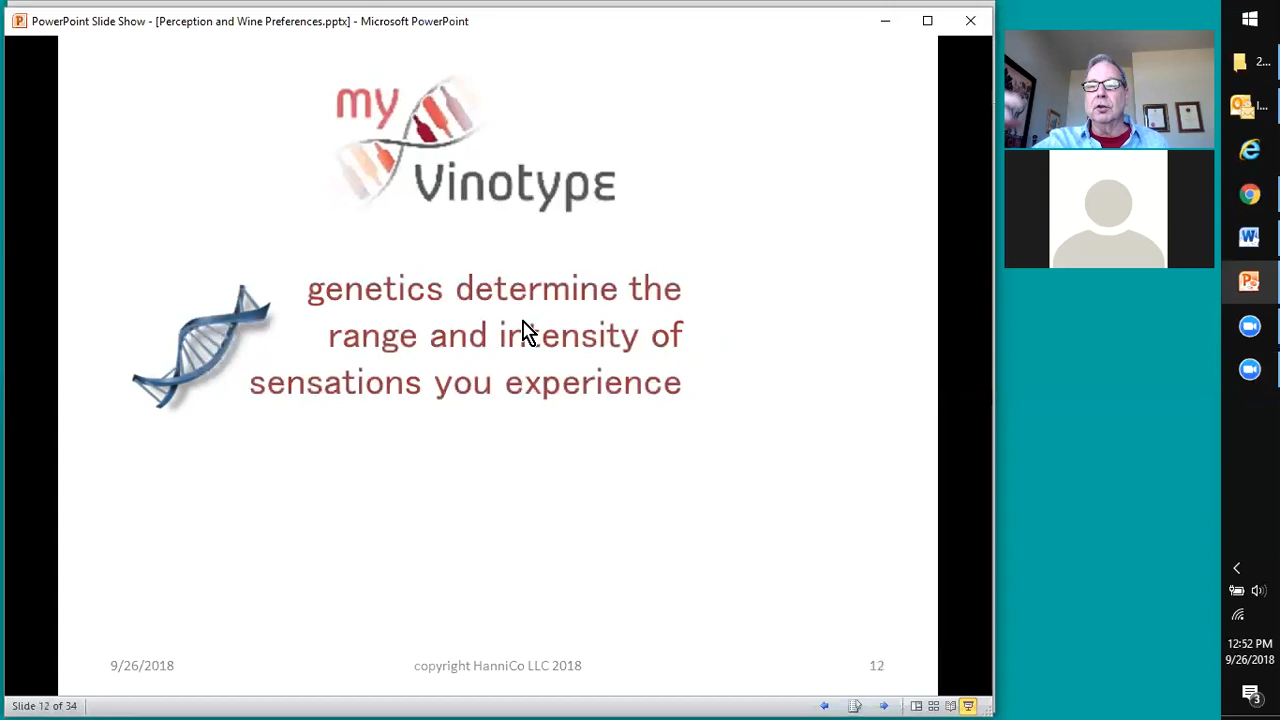 PowerPoint Slide Show - [Perception and Wine Preferences.pptx] - Microsoft PowerPoint
my
Vinotype
genetics determine the
range and intensity of
sensations you experience
9/26/2018
copyright HanniCo LLC 2018
12
Slide 12 of 34
2...
I...
12:52 PM
9/26/2018
3